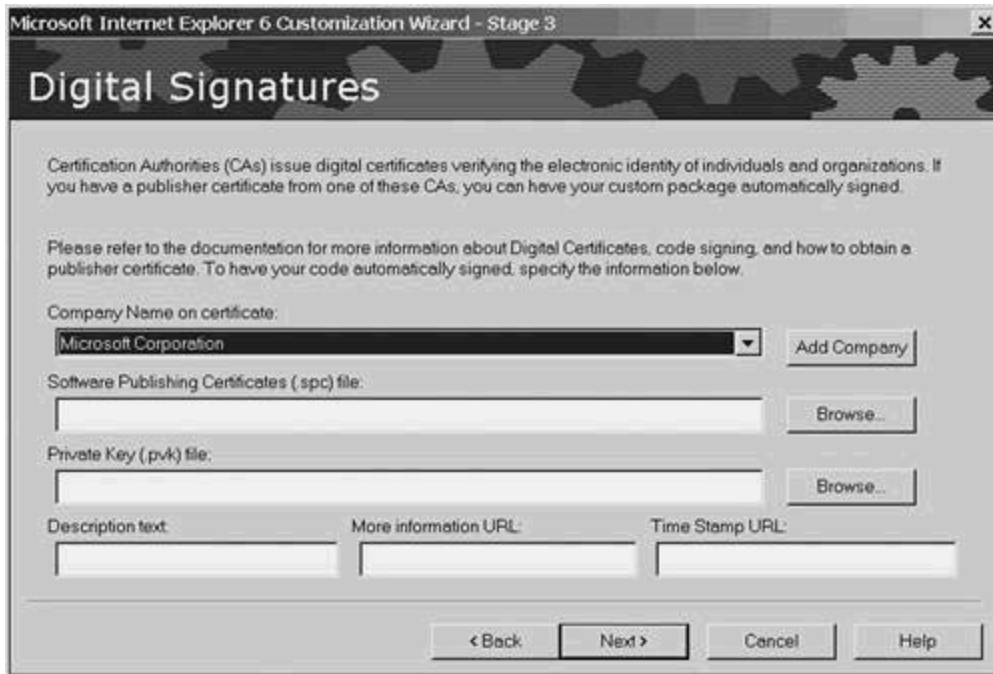 Microsoft Internet Explorer 6 Customization Wizard - Stage 3
Digital Signatures
Certification Authorities (CAs) issue digital certificates verifying the electronic identity of individuals and organizations. If
you have a publisher certificate from one of these CAs, you can have your custom package automatically signed.
Please refer to the documentation for more information about Digital Certificates, code signing, and how to obtain a
publisher certificate. To have your code automatically signed, specify the information below.
Company Name on certificate:
Microsoft Corporation
Add Company
Software Publishing Certificates (.spc) file:
Browse...
Private Key (.pvk) file:
Browse...
Description text: More information URL: Time Stamp URL:
< Back Next > Cancel Help